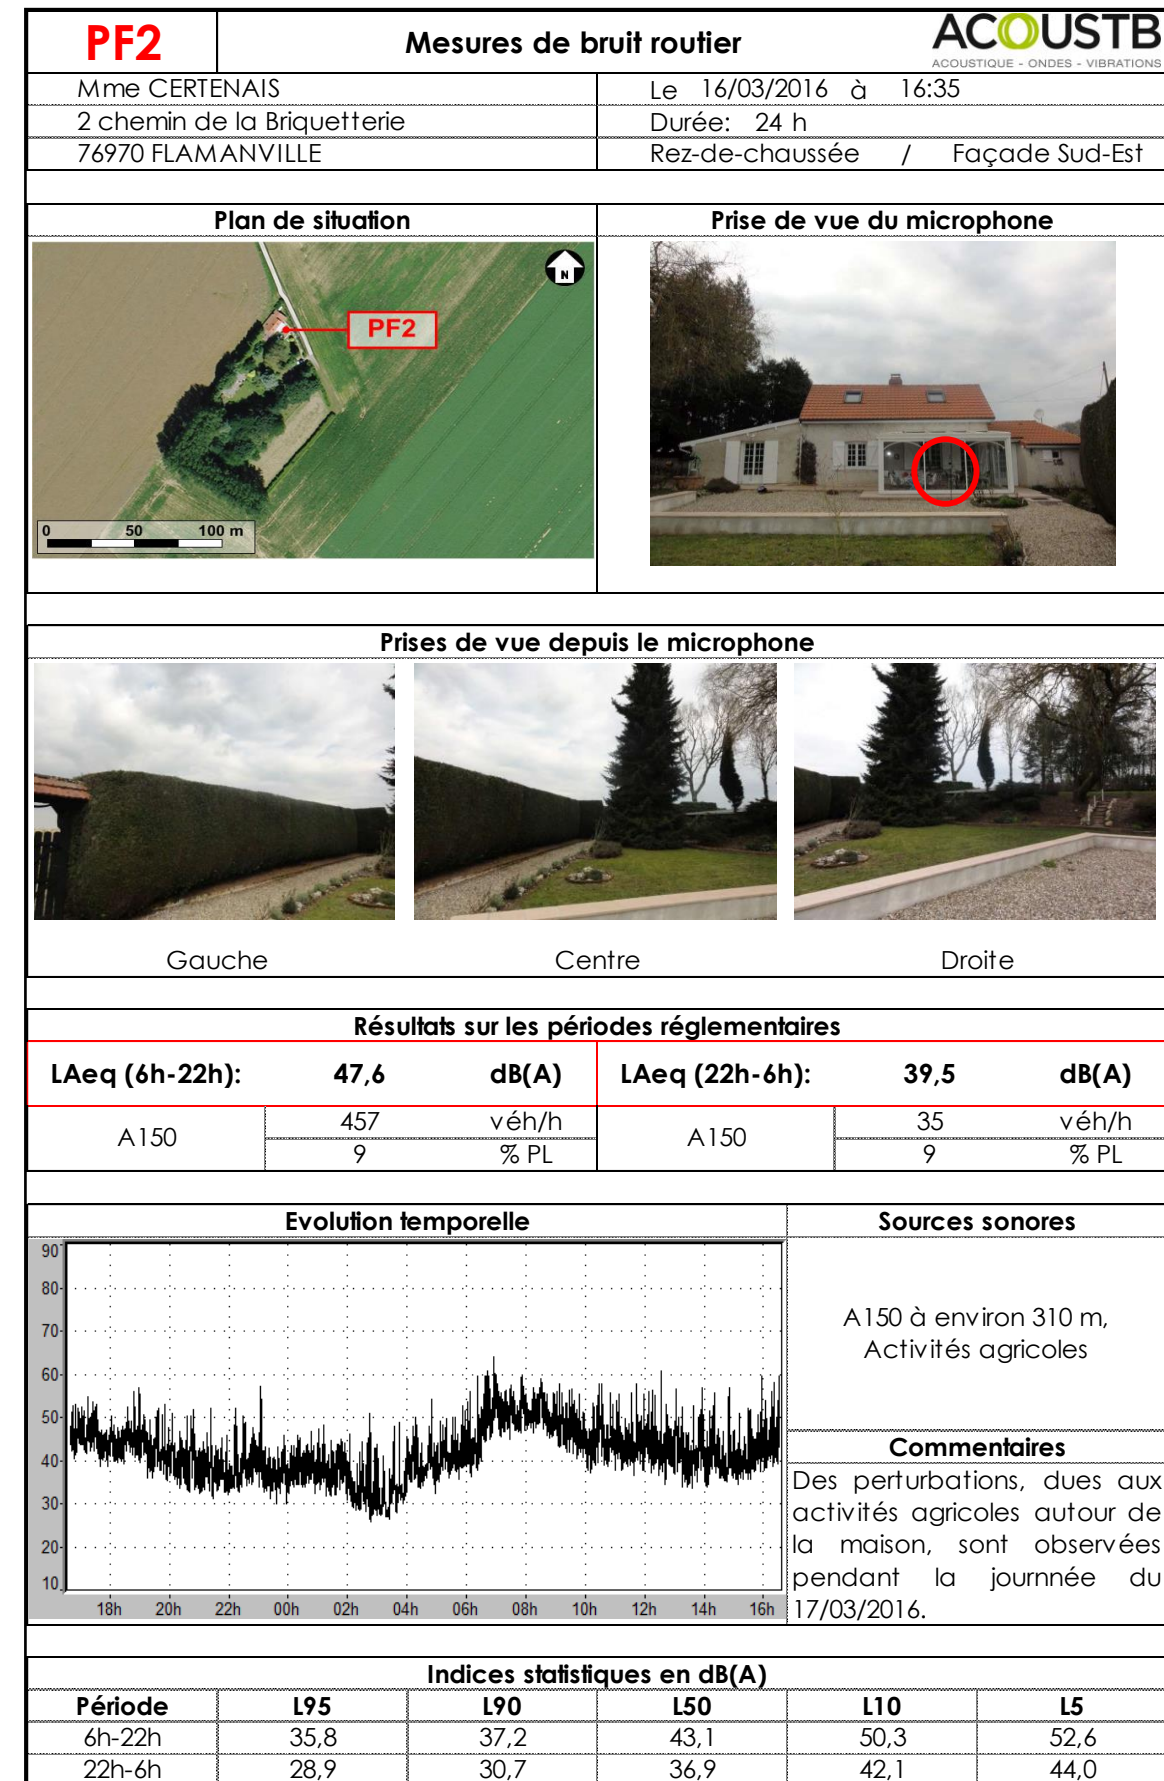 PF2
Mesures de bruit routier
ACOUSTB
ACOUSTIQUE - ONDES - VIBRATIONS
Mme CERTENAIS
Le 16/03/2016 à 16:35
2 chemin de la Briquetterie
Durée: 24 h
76970 FLAMANVILLE
Rez-de-chaussée / Façade Sud-Est
Plan de situation
Prise de vue du microphone
N
PF2
0 50 100 m
Prises de vue depuis le microphone
Gauche
Centre
Droite
Résultats sur les périodes réglementaires
LAeq (6h-22h): 47,6 dB(A)
LAeq (22h-6h): 39,5 dB(A)
A150
457 véh/h
9 % PL
A150
35 véh/h
9 % PL
Evolution temporelle
90
80
70
60
50
40
30
20
10
18h 20h 22h 00h 02h 04h 06h 08h 10h 12h 14h 16h
Sources sonores
A150 à environ 310 m,
Activités agricoles
Commentaires
Des perturbations, dues aux
activités agricoles autour de
la maison, sont observées
pendant la journnée du
17/03/2016.
Indices statistiques en dB(A)
Période L95 L90 L50 L10 L5
6h-22h 35,8 37,2 43,1 50,3 52,6
22h-6h 28,9 30,7 36,9 42,1 44,0